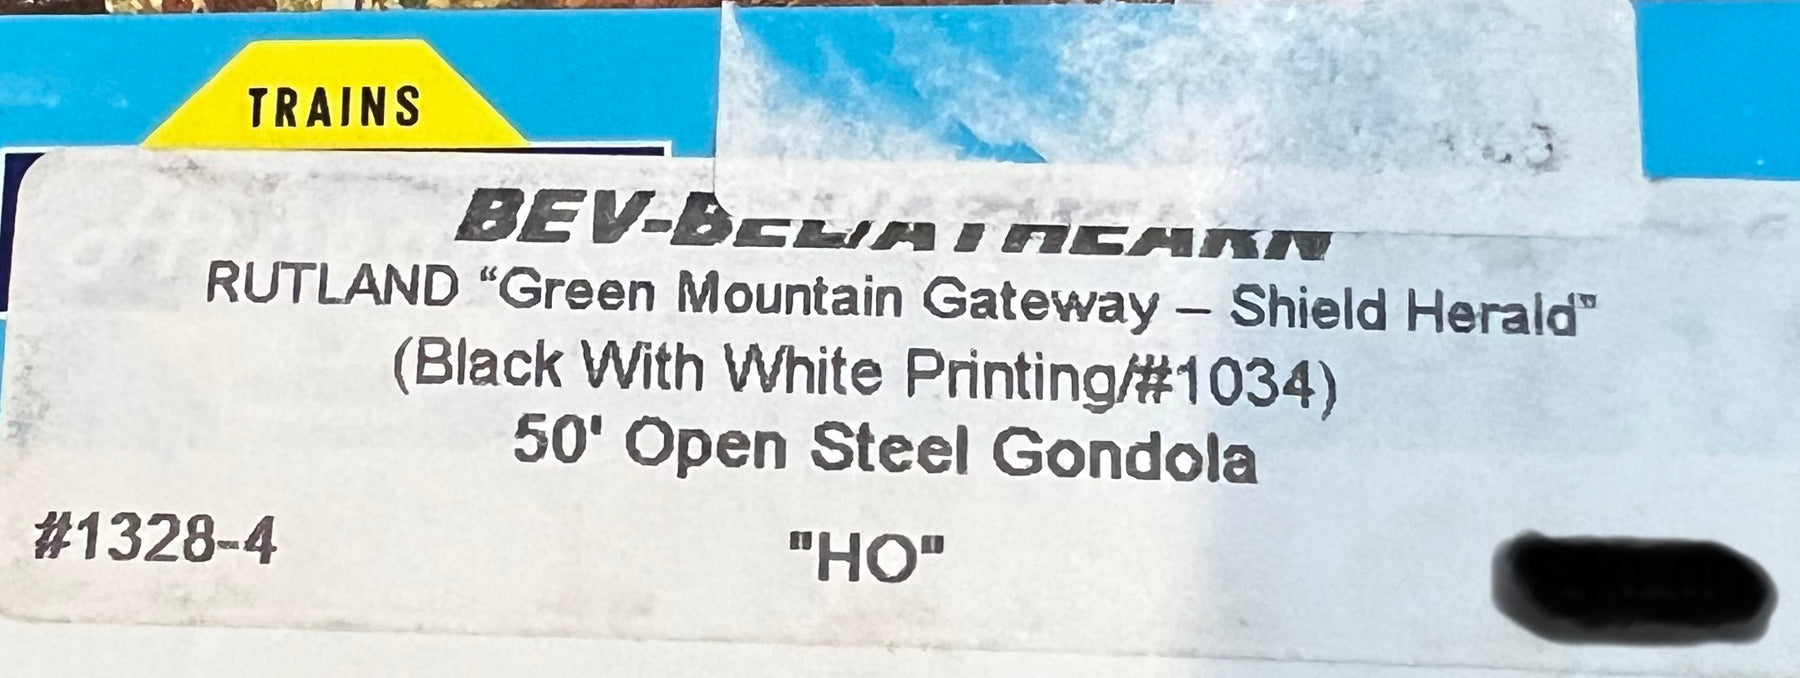 TRAINS
BEV-BEL/ATHEARN
RUTLAND “Green Mountain Gateway – Shield Herald”
(Black With White Printing/#1034)
50' Open Steel Gondola
#1328-4
"HO"